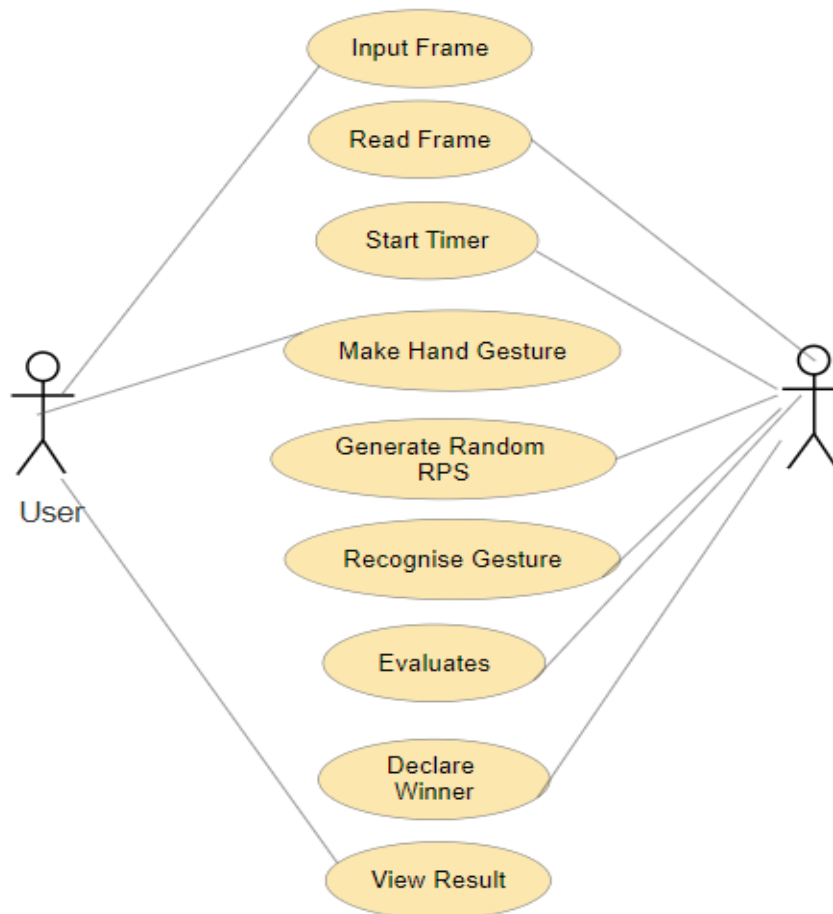 Input Frame
Read Frame
Start Timer
Make Hand Gesture
Generate Random
RPS
User
Recognise Gesture
Evaluates
Declare
Winner
View Result